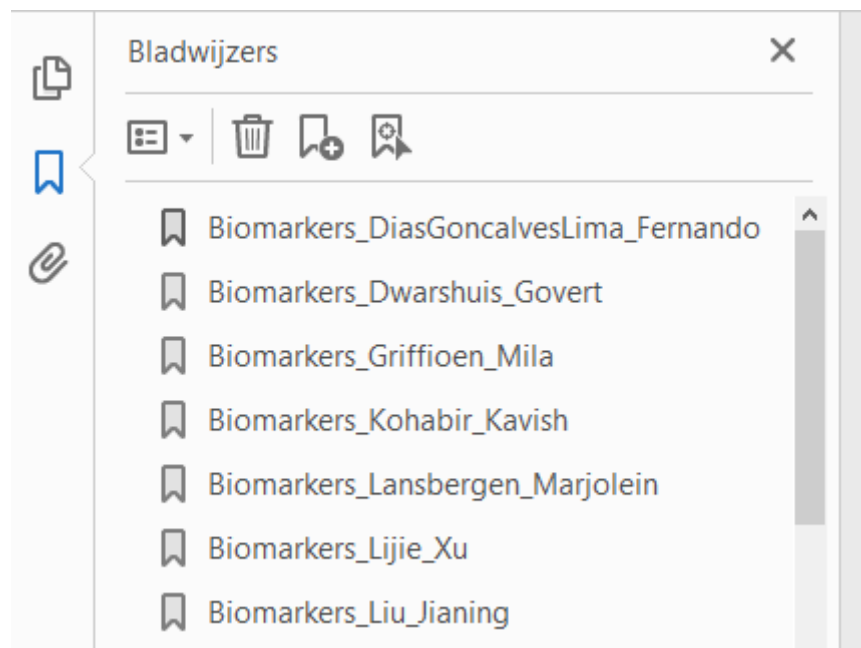 Bladwijzers
Biomarkers_DiasGoncalvesLima_Fernando
Biomarkers_Dwarshuis_Govert
Biomarkers_Griffioen_Mila
Biomarkers_Kohabir_Kavish
Biomarkers_Lansbergen_Marjolein
Biomarkers_Lijie_Xu
Biomarkers_Liu_Jianing